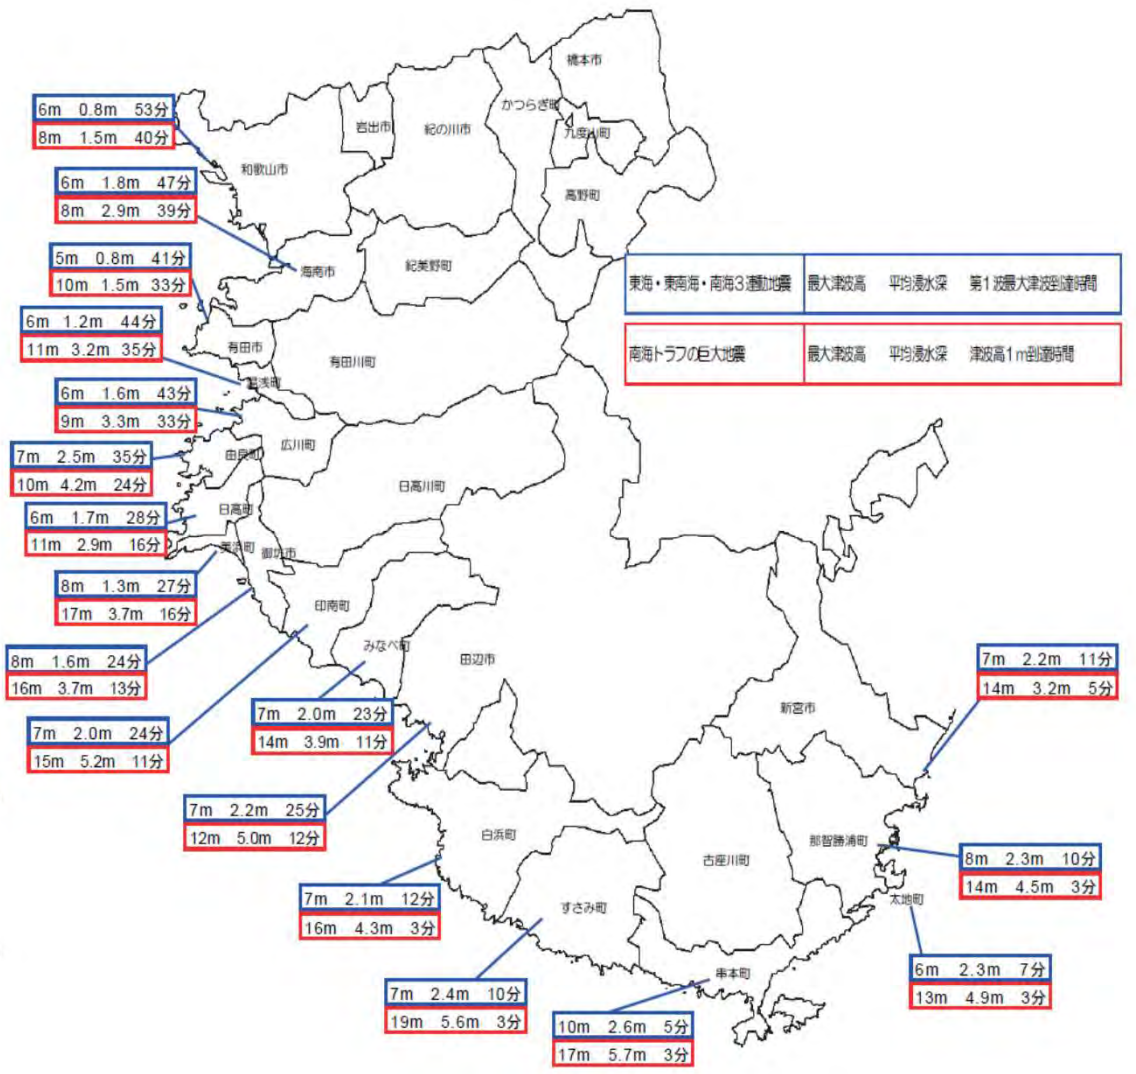 橋本市
かつらぎ町
6m 0.8m 53分
8m 1.5m 40分
岩出市
紀の川市
九度山町
和歌山市
6m 1.8m 47分
8m 2.9m 39分
高野町
5m 0.8m 41分
10m 1.5m 33分
海南市
紀美野町
東海・東南海・南海3連動地震 最大津波高 平均浸水深 第1波最大津波到達時間
南海トラフの巨大地震 最大津波高 平均浸水深 津波高1m到達時間
6m 1.2m 44分
11m 3.2m 35分
有田市
有田川町
湯浅町
6m 1.6m 43分
9m 3.3m 33分
広川町
7m 2.5m 35分
10m 4.2m 24分
由良町
日高川町
6m 1.7m 28分
11m 2.9m 16分
日高町
美浜町
御坊市
8m 1.3m 27分
17m 3.7m 16分
印南町
みなべ町
8m 1.6m 24分
16m 3.7m 13分
田辺市
7m 2.2m 11分
14m 3.2m 5分
7m 2.0m 24分
15m 5.2m 11分
7m 2.0m 23分
14m 3.9m 11分
新宮市
7m 2.2m 25分
12m 5.0m 12分
白浜町
古座川町
那智勝浦町
8m 2.3m 10分
14m 4.5m 3分
7m 2.1m 12分
16m 4.3m 3分
すさみ町
太地町
6m 2.3m 7分
13m 4.9m 3分
7m 2.4m 10分
19m 5.6m 3分
串本町
10m 2.6m 5分
17m 5.7m 3分